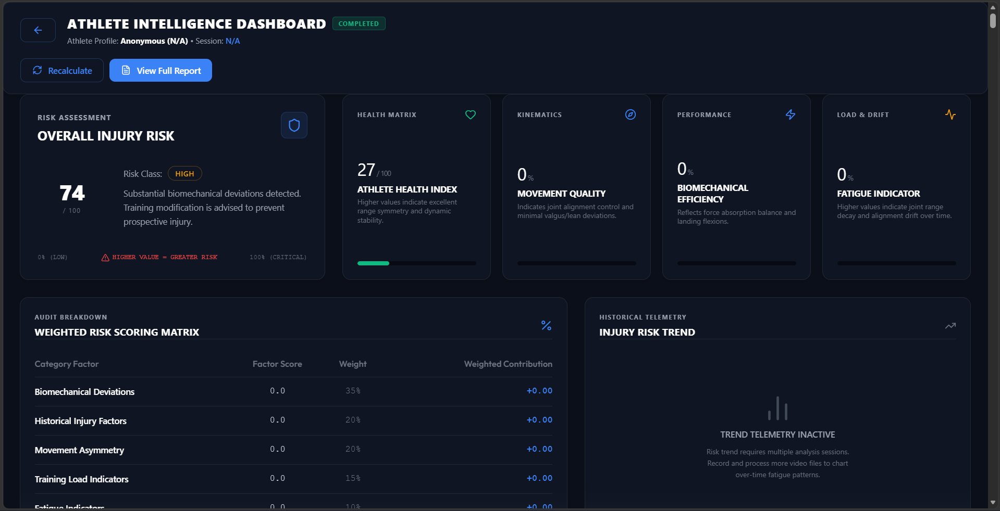 ATHLETE INTELLIGENCE DASHBOARD
COMPLETED
Athlete Profile: Anonymous (N/A) • Session: N/A
Recalculate
View Full Report
RISK ASSESSMENT
OVERALL INJURY RISK
74
/ 100
Risk Class: HIGH
Substantial biomechanical deviations detected.
Training modification is advised to prevent
prospective injury.
0% (LOW)
HIGHER VALUE = GREATER RISK
100% (CRITICAL)
HEALTH MATRIX
27 / 100
ATHLETE HEALTH INDEX
Higher values indicate excellent
range symmetry and dynamic
stability.
KINEMATICS
0 %
MOVEMENT QUALITY
Indicates joint alignment control and
minimal valgus/lean deviations.
PERFORMANCE
0 %
BIOMECHANICAL
EFFICIENCY
Reflects force absorption balance and
landing flexions.
LOAD & DRIFT
0 %
FATIGUE INDICATOR
Higher values indicate joint range
decay and alignment drift over time.
AUDIT BREAKDOWN
WEIGHTED RISK SCORING MATRIX
Category Factor Factor Score Weight Weighted Contribution
Biomechanical Deviations 0.0 35% +0.00
Historical Injury Factors 0.0 20% +0.00
Movement Asymmetry 0.0 20% +0.00
Training Load Indicators 0.0 15% +0.00
Fatigue Indicators 0.0 10% +0.00
HISTORICAL TELEMETRY
INJURY RISK TREND
TREND TELEMETRY INACTIVE
Risk trend requires multiple analysis sessions.
Record and process more video files to chart
over-time fatigue patterns.